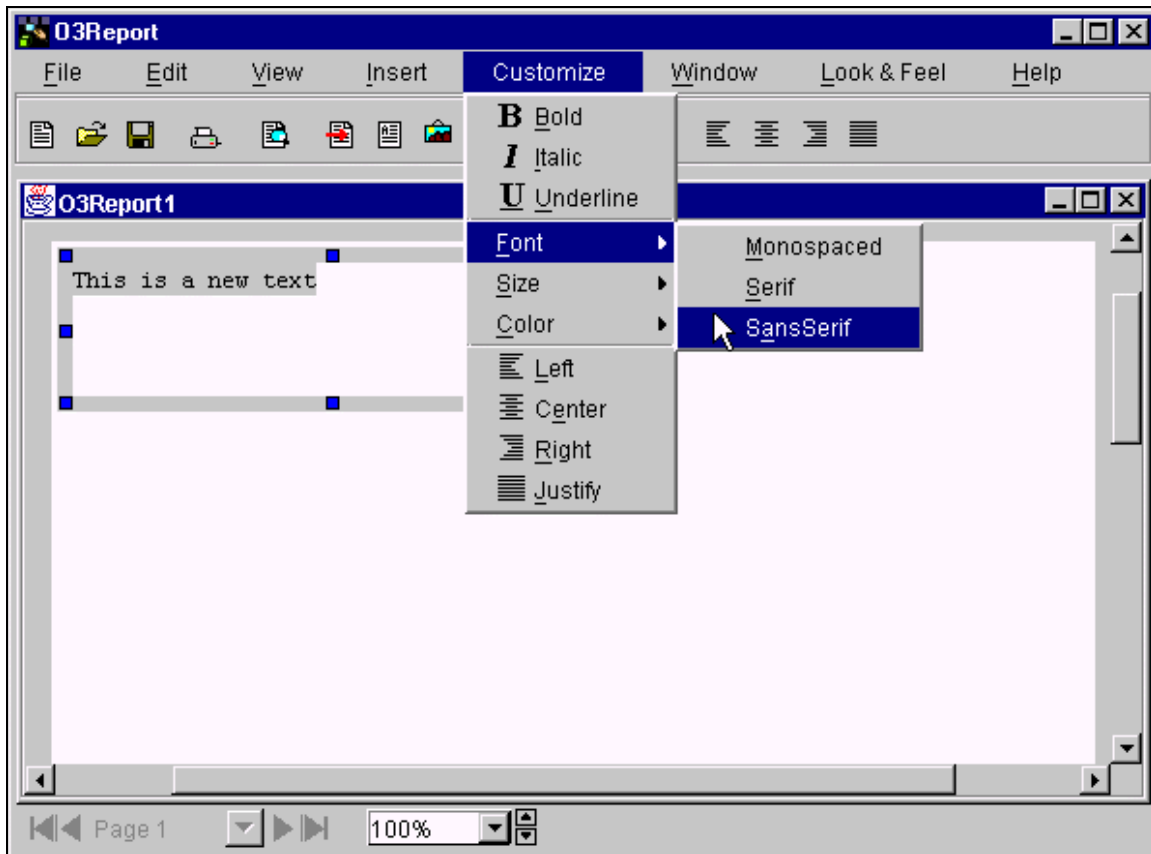 O3Report
File Edit View Insert Customize Window Look & Feel Help
B Bold
I Italic
U Underline
O3Report1
Font
Monospaced
This is a new text
Size
Serif
Color
SansSerif
Left
Center
Right
Justify
Page 1
100%